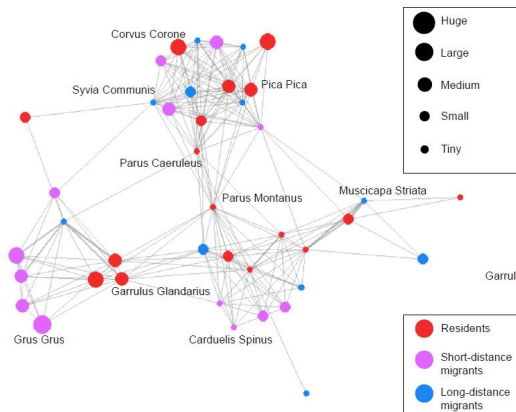 Corvus Corone
Huge
Large
Pica Pica
Medium
Syvia Communis
Small
Tiny
Parus Caeruleus
Parus Montanus
Muscicapa Striata
Garrul
Garrulus Glandarius
Grus Grus
Carduelis Spinus
Residents
Short-distance
migrants
Long-distance
migrants